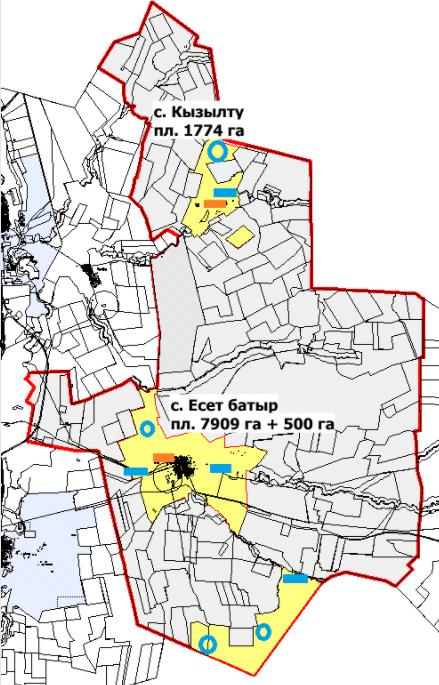 с. Кызылту
пл. 1774 га
с. Есет батыр
пл. 7909 га + 500 га